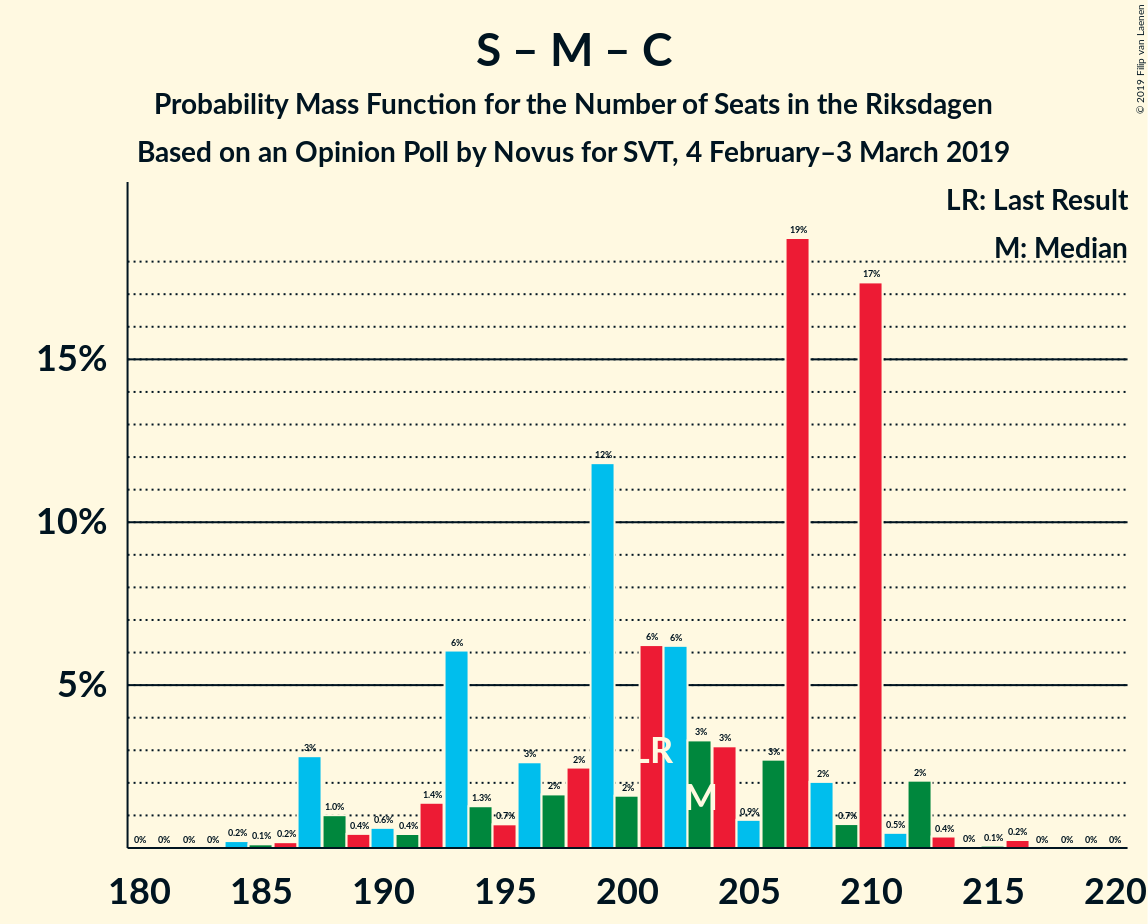 S – M – C
Probability Mass Function for the Number of Seats in the Riksdagen
Based on an Opinion Poll by Novus for SVT, 4 February–3 March 2019
© 2019 Filip van Laenen
LR: Last Result
M: Median
15%
10%
5%
0% 0% 0% 0% 0.2% 0.1% 0.2% 3% 1.0% 0.4% 0.6% 0.4% 1.4% 6% 1.3% 0.7% 3% 2% 2% 12% 2% 6% 6% 3% 3% 0.9% 3% 19% 2% 0.7% 17% 0.5% 2% 0.4% 0% 0.1% 0.2% 0% 0% 0% 0%
LR
M
180 185 190 195 200 205 210 215 220